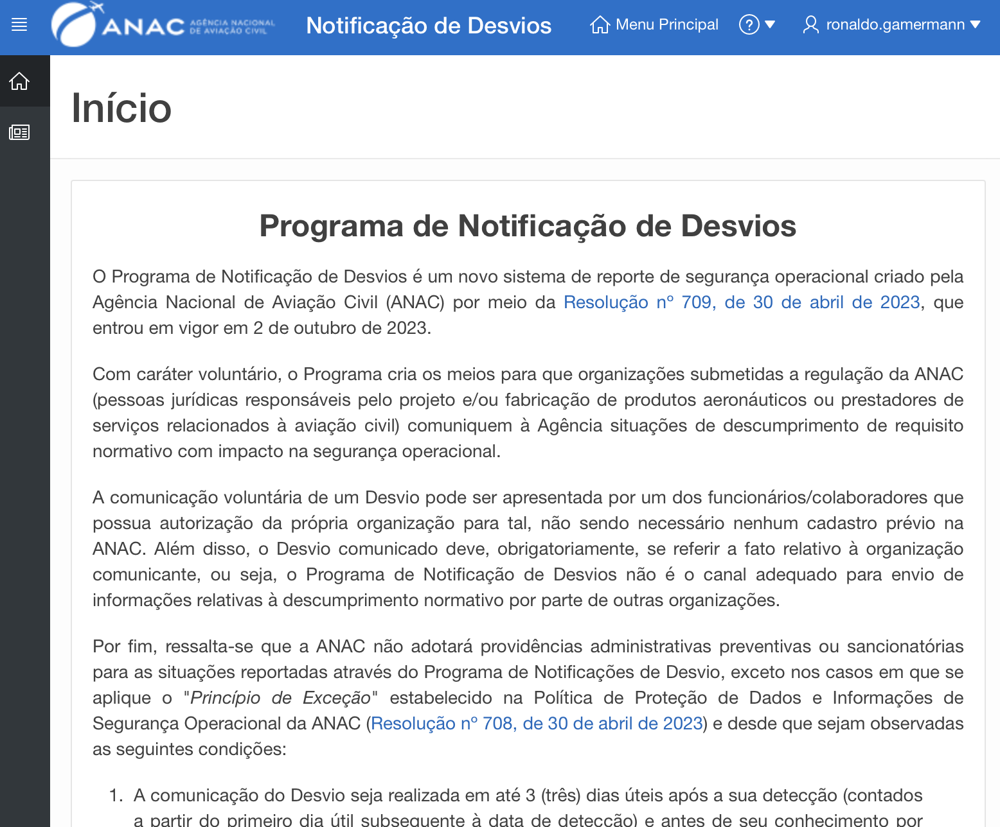 ANAC AGÊNCIA NACIONAL
DE AVIAÇÃO CIVIL
Notificação de Desvios
Menu Principal
?
ronaldo.gamermann
Início
Programa de Notificação de Desvios
O Programa de Notificação de Desvios é um novo sistema de reporte de segurança operacional criado pela
Agência Nacional de Aviação Civil (ANAC) por meio da Resolução nº 709, de 30 de abril de 2023, que
entrou em vigor em 2 de outubro de 2023.
Com caráter voluntário, o Programa cria os meios para que organizações submetidas a regulação da ANAC
(pessoas jurídicas responsáveis pelo projeto e/ou fabricação de produtos aeronáuticos ou prestadores de
serviços relacionados à aviação civil) comuniquem à Agência situações de descumprimento de requisito
normativo com impacto na segurança operacional.
A comunicação voluntária de um Desvio pode ser apresentada por um dos funcionários/colaboradores que
possua autorização da própria organização para tal, não sendo necessário nenhum cadastro prévio na
ANAC. Além disso, o Desvio comunicado deve, obrigatoriamente, se referir a fato relativo à organização
comunicante, ou seja, o Programa de Notificação de Desvios não é o canal adequado para envio de
informações relativas à descumprimento normativo por parte de outras organizações.
Por fim, ressalta-se que a ANAC não adotará providências administrativas preventivas ou sancionatórias
para as situações reportadas através do Programa de Notificações de Desvio, exceto nos casos em que se
aplique o "Princípio de Exceção" estabelecido na Política de Proteção de Dados e Informações de
Segurança Operacional da ANAC (Resolução nº 708, de 30 de abril de 2023) e desde que sejam observadas
as seguintes condições:
1. A comunicação do Desvio seja realizada em até 3 (três) dias úteis após a sua detecção (contados
a partir do primeiro dia útil subsequente à data de detecção) e antes de seu conhecimento por